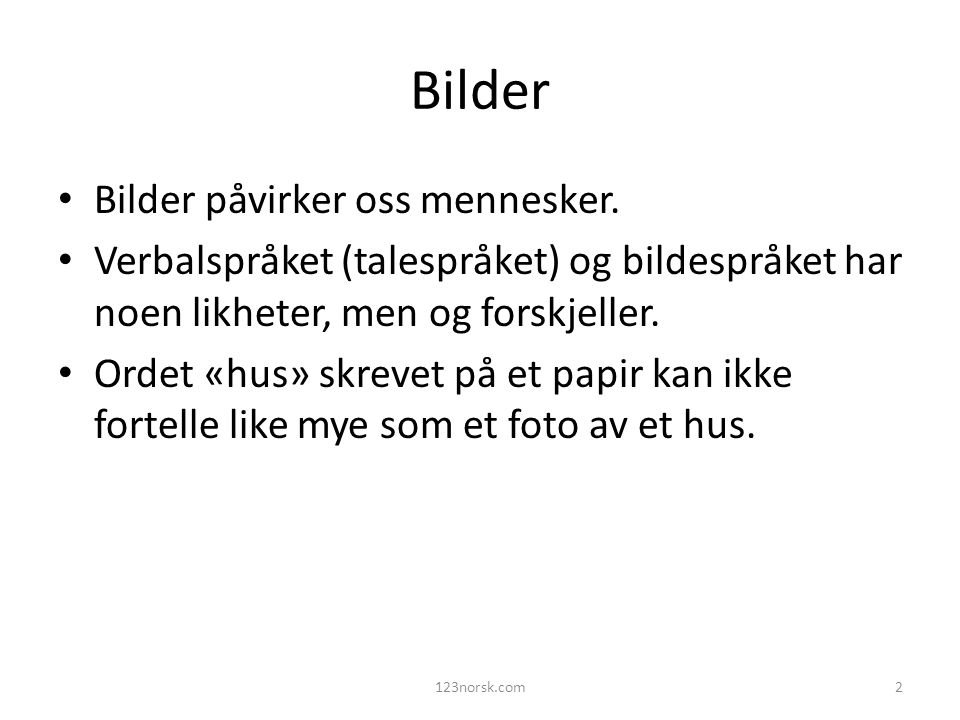 Bilder
• Bilder påvirker oss mennesker.
• Verbalspråket (talespråket) og bildespråket har
noen likheter, men og forskjeller.
• Ordet «hus» skrevet på et papir kan ikke
fortelle like mye som et foto av et hus.
123norsk.com 2